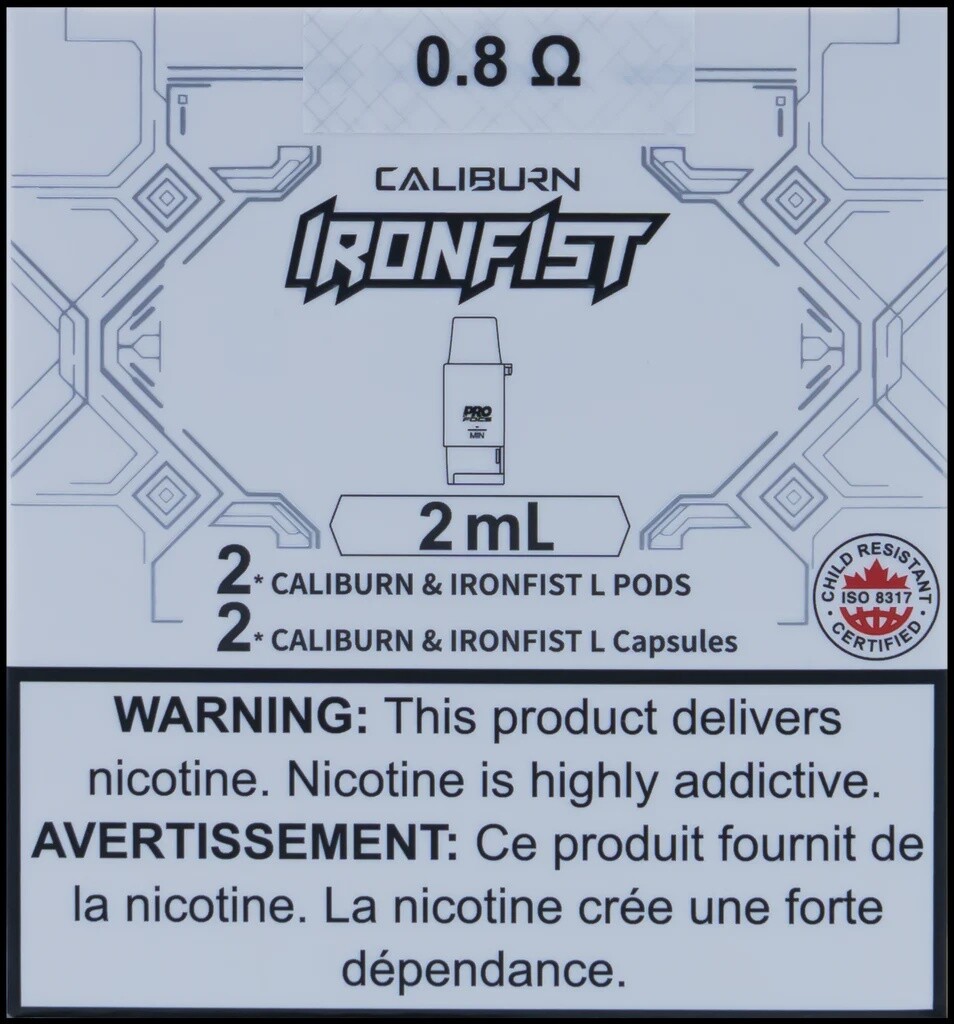 0.8 Ω
CALIBURN
IRONFIST
PRO
PODS
MIN
2 mL
2* CALIBURN & IRONFIST L PODS
2* CALIBURN & IRONFIST L Capsules
CHILD RESISTANT
ISO 8317
CERTIFIED
WARNING: This product delivers
nicotine. Nicotine is highly addictive.
AVERTISSEMENT: Ce produit fournit de
la nicotine. La nicotine crée une forte
dépendance.